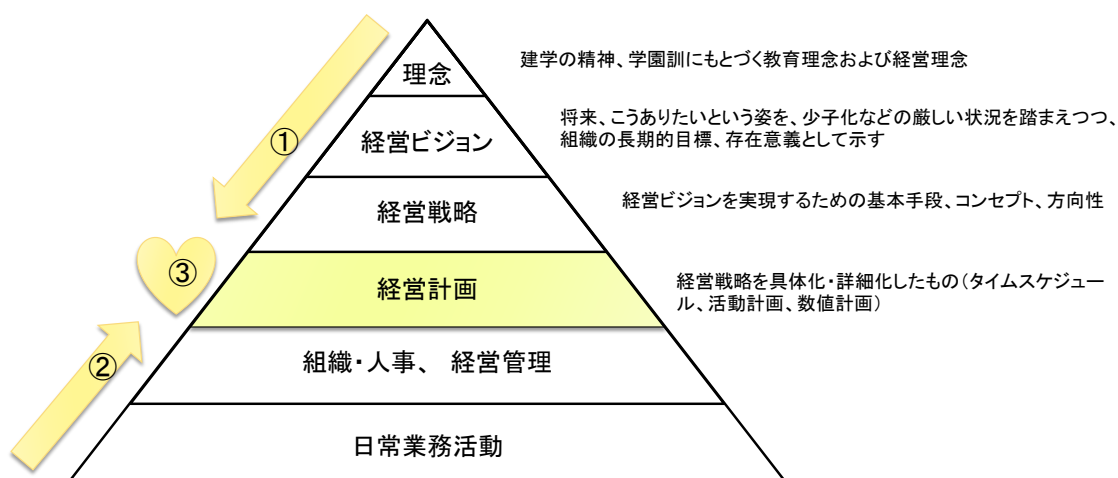 理念
建学の精神、学園訓にもとづく教育理念および経営理念
①
経営ビジョン
将来、こうありたいという姿を、少子化などの厳しい状況を踏まえつつ、
組織の長期的目標、存在意義として示す
経営戦略
経営ビジョンを実現するための基本手段、コンセプト、方向性
③
経営計画
経営戦略を具体化・詳細化したもの(タイムスケジュー
ル、活動計画、数値計画)
②
組織・人事、 経営管理
日常業務活動